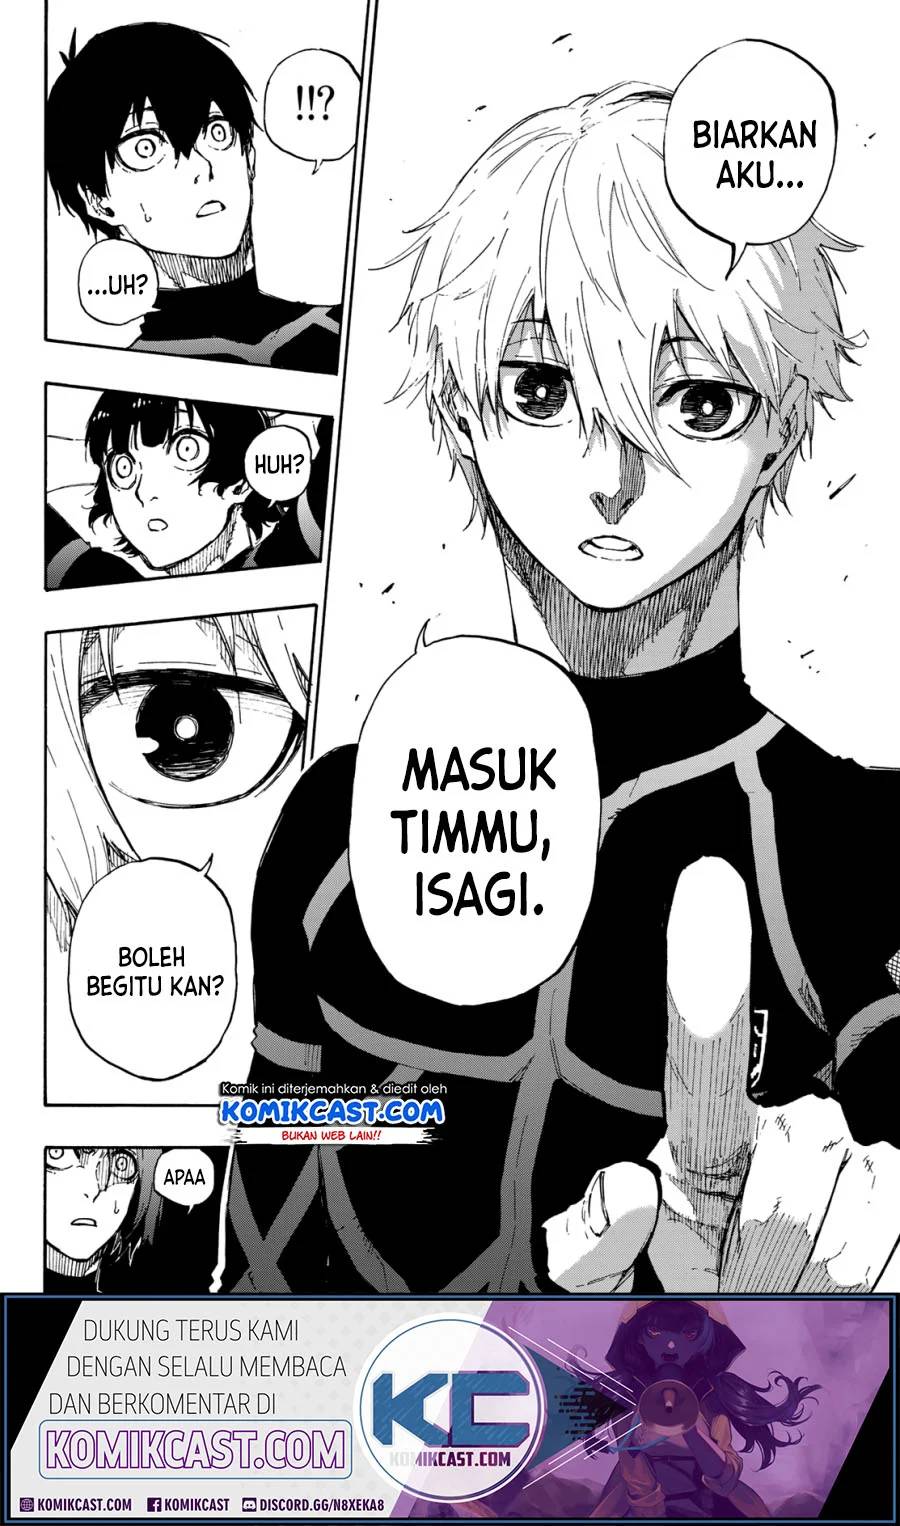 BIARKAN
AKU...
!!?
...UH?
HUH?
MASUK
TIMMU,
ISAGI.
BOLEH
BEGITU KAN?
APAA
Komik ini diterjemahkan & diedit oleh
KOMIKCAST.COM
BUKAN WEB LAIN!!
DUKUNG TERUS KAMI
DENGAN SELALU MEMBACA
DAN BERKOMENTAR DI
KOMIKCAST.COM
KC
KOMIKCAST.COM
KOMIKCAST.COM
KOMIKCAST
DISCORD.GG/N8XEKA8